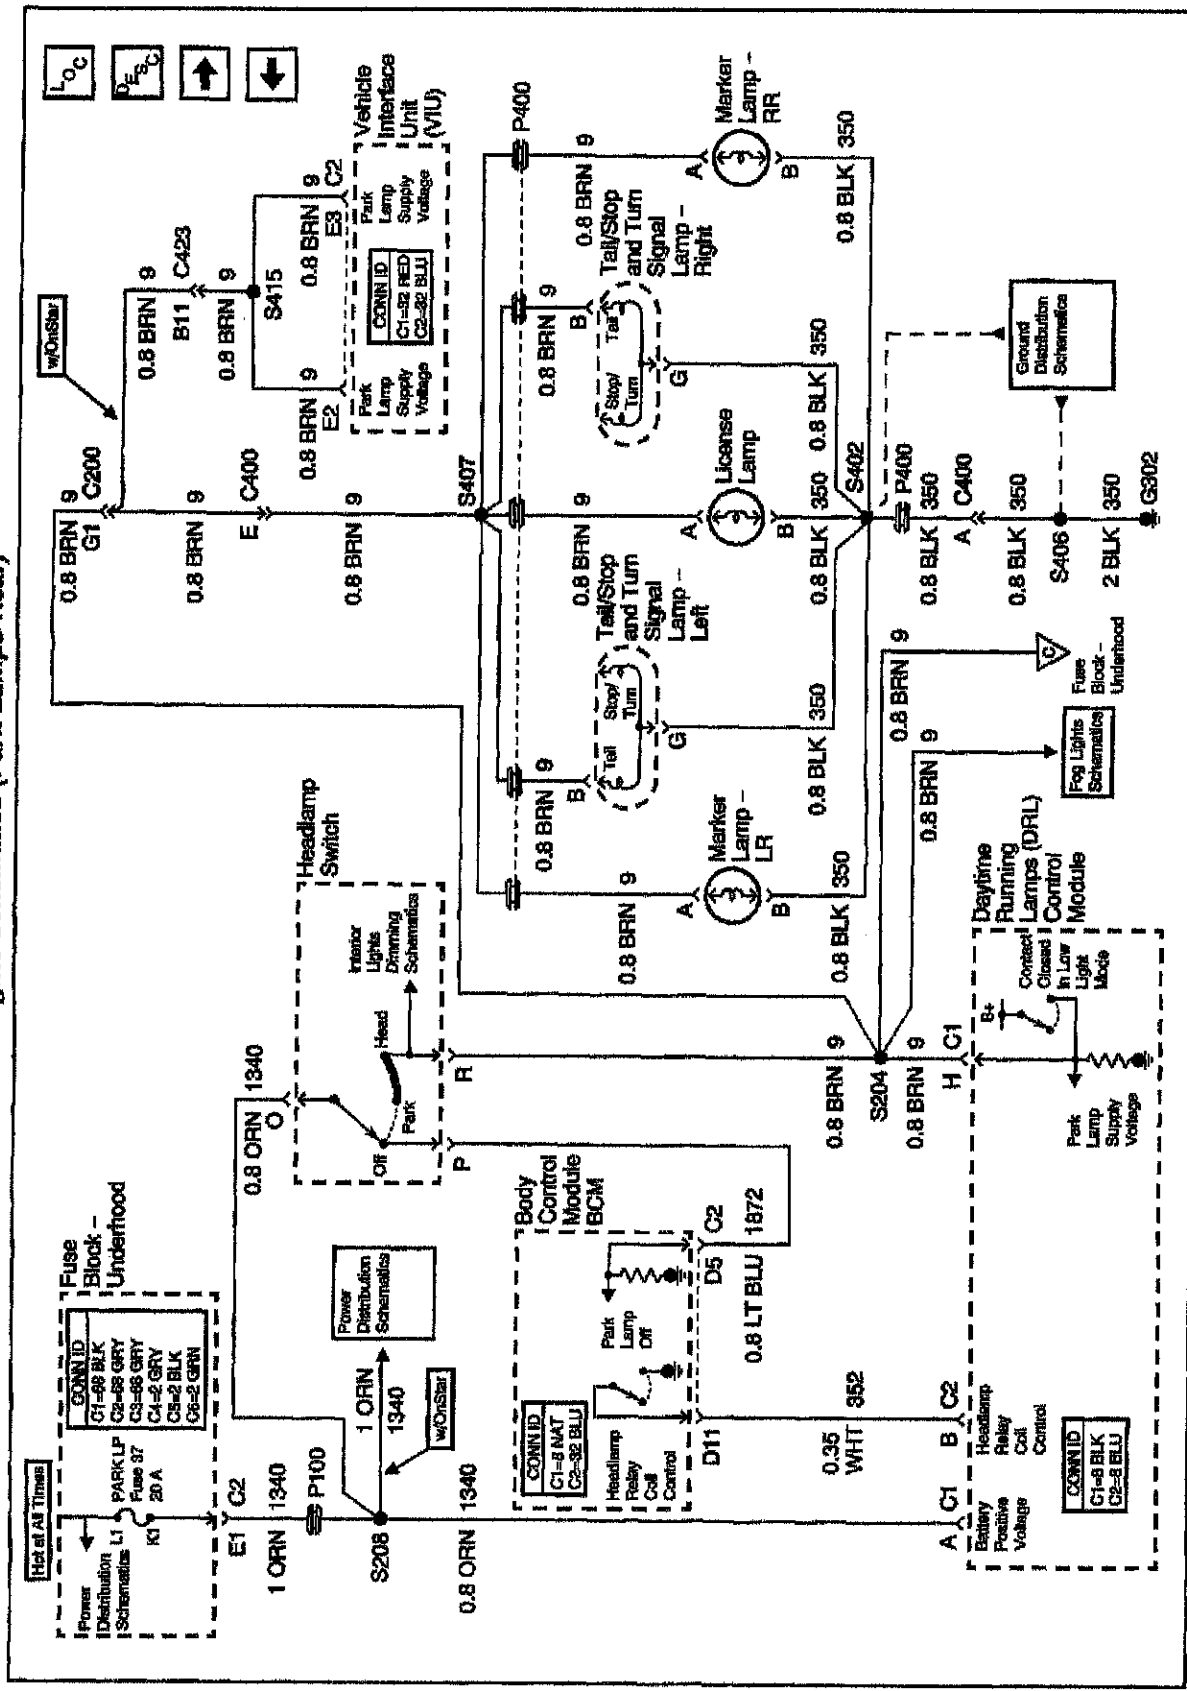 Hot at All Times
Power
Distribution
Schematics
L1
PARK LP
Fuse 37
20 A
K1
CONN ID
C1=68 BLK
C2=68 GRY
C3=68 GRY
C4=2 GRY
C5=2 BLK
C6=2 GRN
Fuse
Block –
Underhood
E1
C2
1 ORN
1340
P100
S208
1 ORN
1340
w/OnStar
Power
Distribution
Schematics
0.8 ORN
1340
0.8 ORN
1340
O
Headlamp
Switch
Off
Park
Head
Interior
Lights
Dimming
Schematics
P
R
Body
Control
Module
BCM
CONN ID
C1=8 NAT
C2=32 BLU
Headlamp
Relay
Coil
Control
Park
Lamp
Off
D11
D5
C2
0.8 LT BLU
1872
0.35
WHT
352
A
C1
B
C2
Battery
Positive
Voltage
Headlamp
Relay
Coil
Control
CONN ID
C1=8 BLK
C2=8 BLU
0.8 BRN
9
S204
0.8 BRN
9
H
C1
Park
Lamp
Supply
Voltage
B+
Contact
Closed
In Low
Light
Mode
Daytime
Running
Lamps (DRL)
Control
Module
0.8 BRN
9
Fog Lights
Schematics
0.8 BRN
9
C
Fuse
Block –
Underhood
0.8 BRN
9
G1
C200
w/OnStar
0.8 BRN
9
B11
C423
0.8 BRN
9
S415
0.8 BRN
9
E2
0.8 BRN
9
E3
C2
Park
Lamp
Supply
Voltage
CONN ID
C1=32 RED
C2=32 BLU
Park
Lamp
Supply
Voltage
Vehicle
Interface
Unit
(VIU)
LOC
DESC
0.8 BRN
9
E
C400
0.8 BRN
9
S407
P400
0.8 BRN
9
A
Marker
Lamp –
LR
B
0.8 BLK
350
0.8 BRN
9
B
Tail
Stop/
Turn
Tail/Stop
and Turn
Signal
Lamp –
Left
G
0.8 BLK
350
0.8 BRN
9
A
License
Lamp
B
0.8 BLK
350
0.8 BRN
9
B
Stop/
Turn
Tail
Tail/Stop
and Turn
Signal
Lamp –
Right
G
0.8 BLK
350
0.8 BRN
9
A
Marker
Lamp –
RR
B
0.8 BLK
350
S402
P400
0.8 BLK
350
A
C400
0.8 BLK
350
S406
2 BLK
350
G302
Ground
Distribution
Schematics